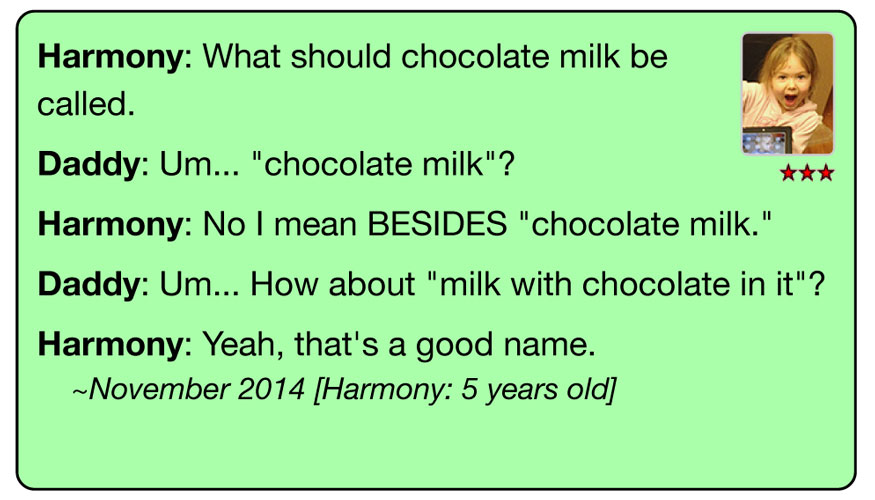 Harmony: What should chocolate milk be
called.
Daddy: Um... "chocolate milk"?
Harmony: No I mean BESIDES "chocolate milk."
Daddy: Um... How about "milk with chocolate in it"?
Harmony: Yeah, that's a good name.
~November 2014 [Harmony: 5 years old]